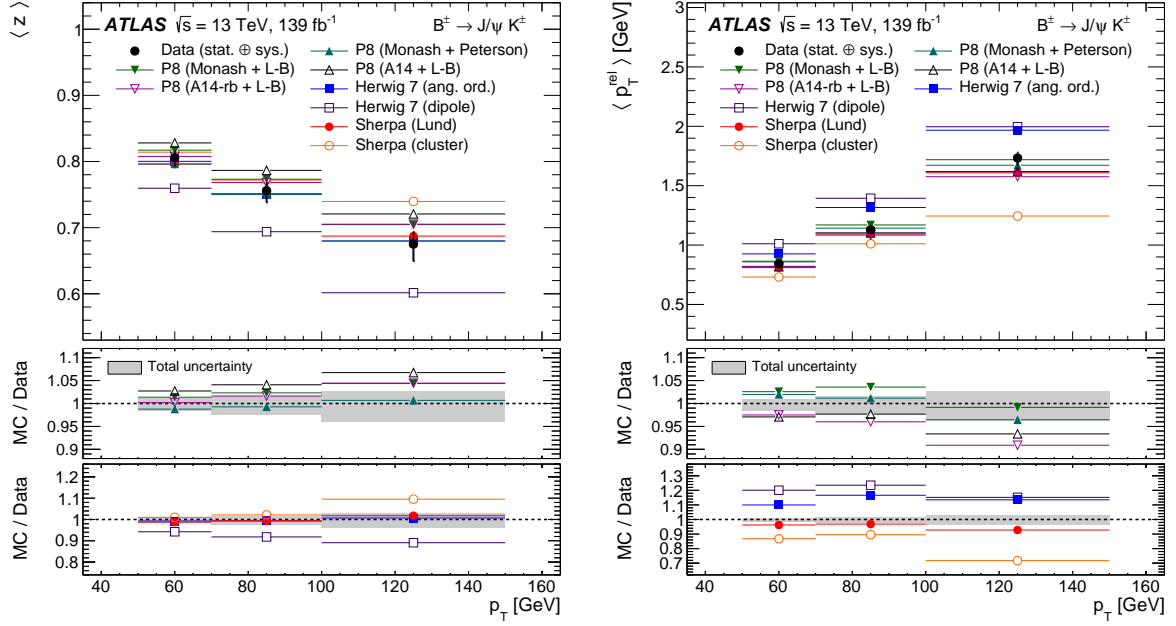 ⟨ z ⟩
1
0.9
0.8
0.7
0.6
ATLAS √s = 13 TeV, 139 fb⁻¹ B± → J/ψ K±
Data (stat. ⊕ sys.) P8 (Monash + Peterson)
P8 (Monash + L-B) P8 (A14 + L-B)
P8 (A14-rb + L-B) Herwig 7 (ang. ord.)
Herwig 7 (dipole)
Sherpa (Lund)
Sherpa (cluster)
MC / Data
1.1
1.05
1
0.95
0.9
Total uncertainty
MC / Data
1.2
1.1
1
0.9
0.8
40 60 80 100 120 140 160
p_T [GeV]
⟨ p_T^rel ⟩ [GeV]
3
2.5
2
1.5
1
0.5
ATLAS √s = 13 TeV, 139 fb⁻¹ B± → J/ψ K±
Data (stat. ⊕ sys.) P8 (Monash + Peterson)
P8 (Monash + L-B) P8 (A14 + L-B)
P8 (A14-rb + L-B) Herwig 7 (ang. ord.)
Herwig 7 (dipole)
Sherpa (Lund)
Sherpa (cluster)
MC / Data
1.1
1.05
1
0.95
0.9
Total uncertainty
MC / Data
1.3
1.2
1.1
1
0.9
0.8
0.7
40 60 80 100 120 140 160
p_T [GeV]